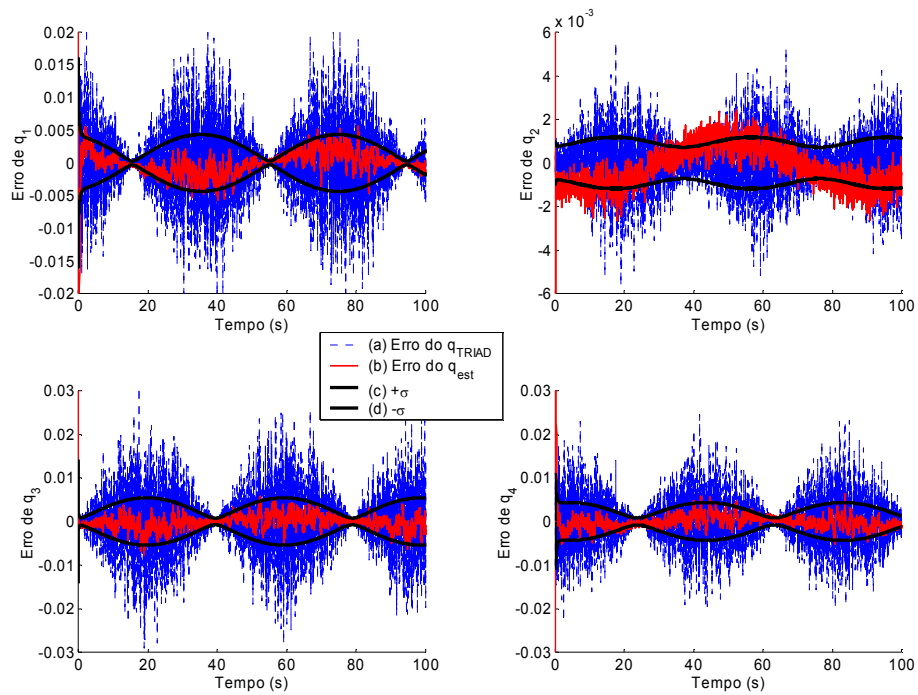 x 10⁻³
0.02
0.015
0.01
0.005
0
-0.005
-0.01
-0.015
-0.02
Erro de q₁
0 20 40 60 80 100
Tempo (s)
6
4
2
0
-2
-4
-6
Erro de q₂
0 20 40 60 80 100
Tempo (s)
(a) Erro do q_TRIAD
(b) Erro do q_est
(c) +σ
(d) -σ
0.03
0.02
0.01
0
-0.01
-0.02
-0.03
Erro de q₃
0 20 40 60 80 100
Tempo (s)
0.03
0.02
0.01
0
-0.01
-0.02
-0.03
Erro de q₄
0 20 40 60 80 100
Tempo (s)